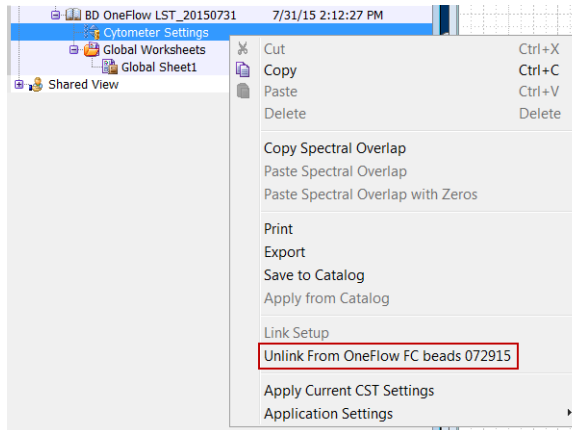 BD OneFlow LST_20150731 7/31/15 2:12:27 PM
Cytometer Settings
Global Worksheets
Global Sheet1
Shared View
Cut Ctrl+X
Copy Ctrl+C
Paste Ctrl+V
Delete Delete
Copy Spectral Overlap
Paste Spectral Overlap
Paste Spectral Overlap with Zeros
Print
Export
Save to Catalog
Apply from Catalog
Link Setup
Unlink From OneFlow FC beads 072915
Apply Current CST Settings
Application Settings